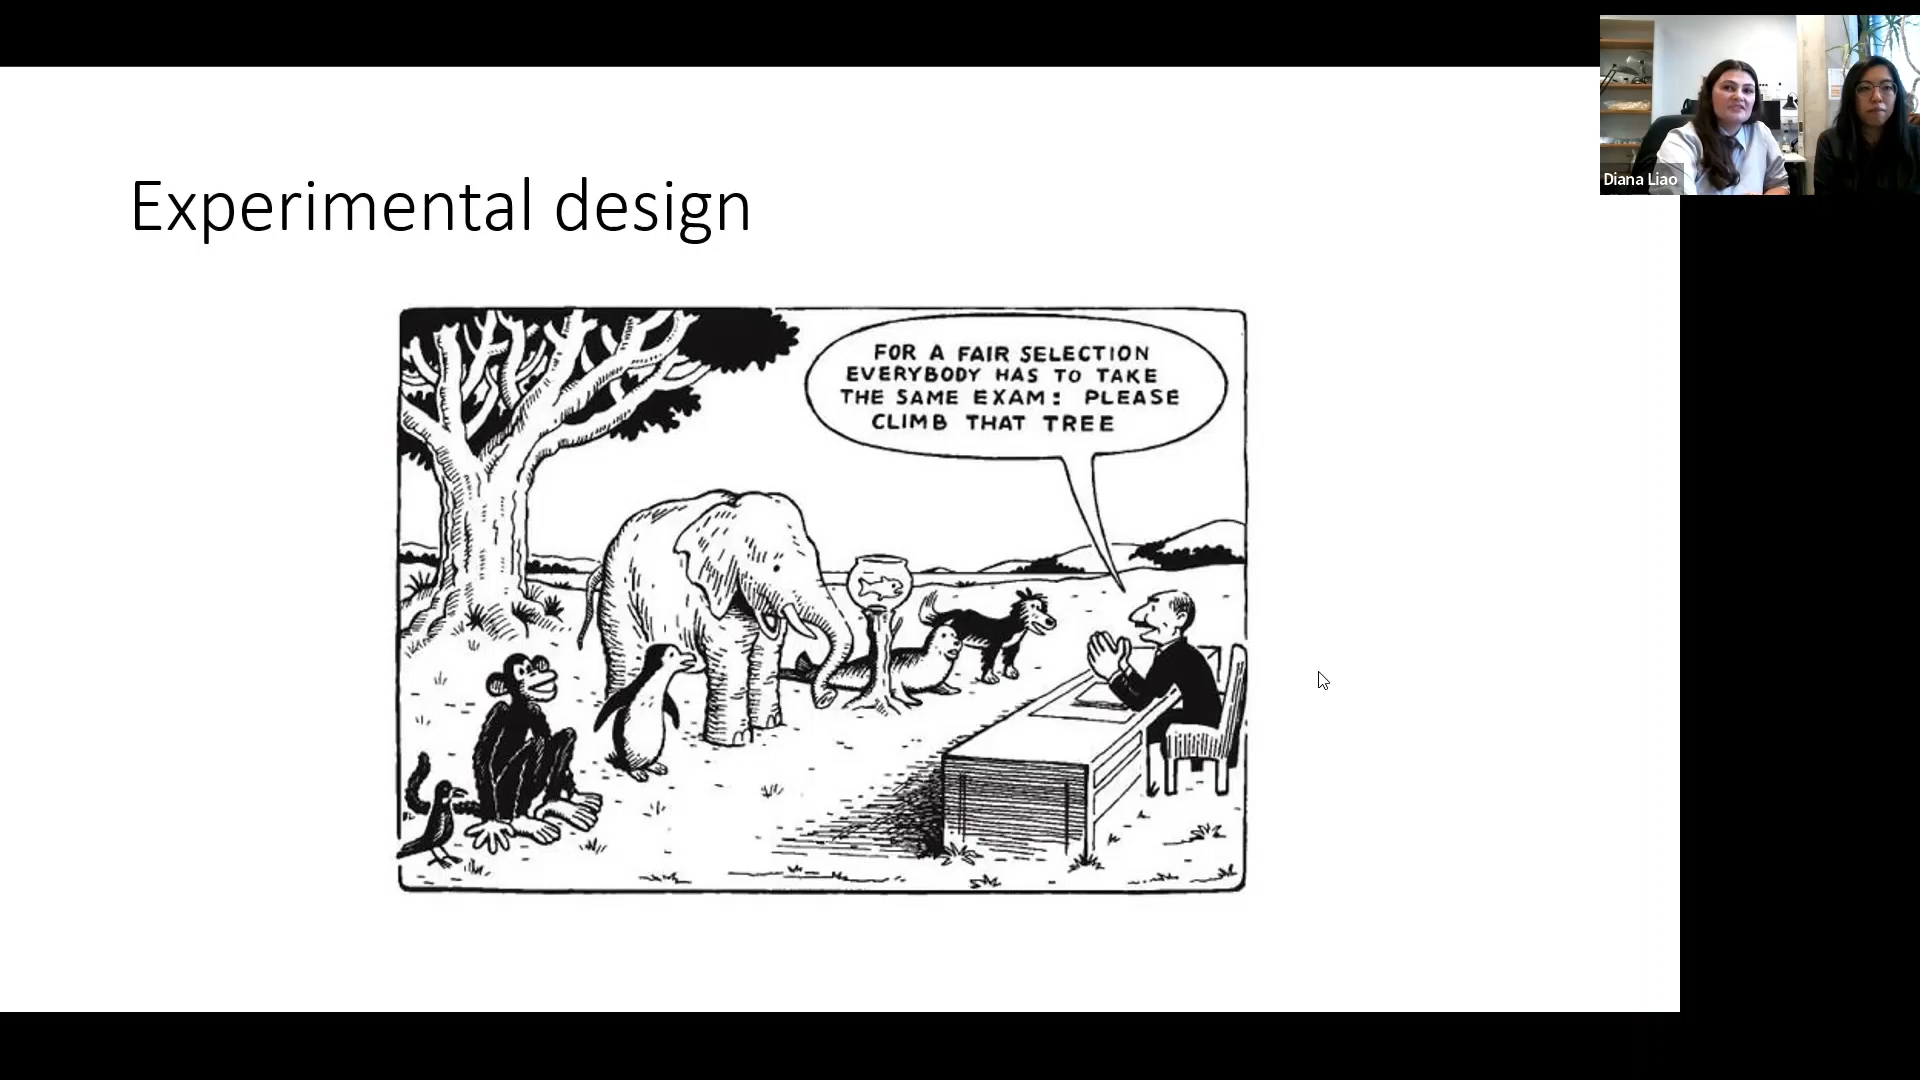 Diana Liao
Experimental design
FOR A FAIR SELECTION
EVERYBODY HAS TO TAKE
THE SAME EXAM: PLEASE
CLIMB THAT TREE